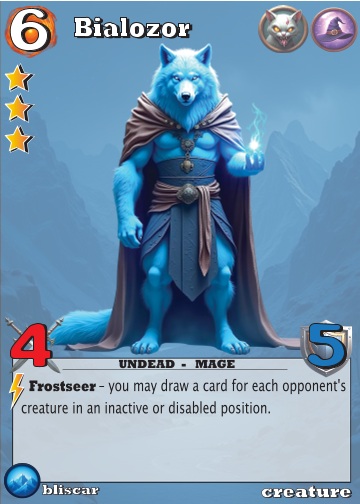 6 Bialozor
4
5
UNDEAD - MAGE
Frostseer - you may draw a card for each opponent's
creature in an inactive or disabled position.
bliscar
creature